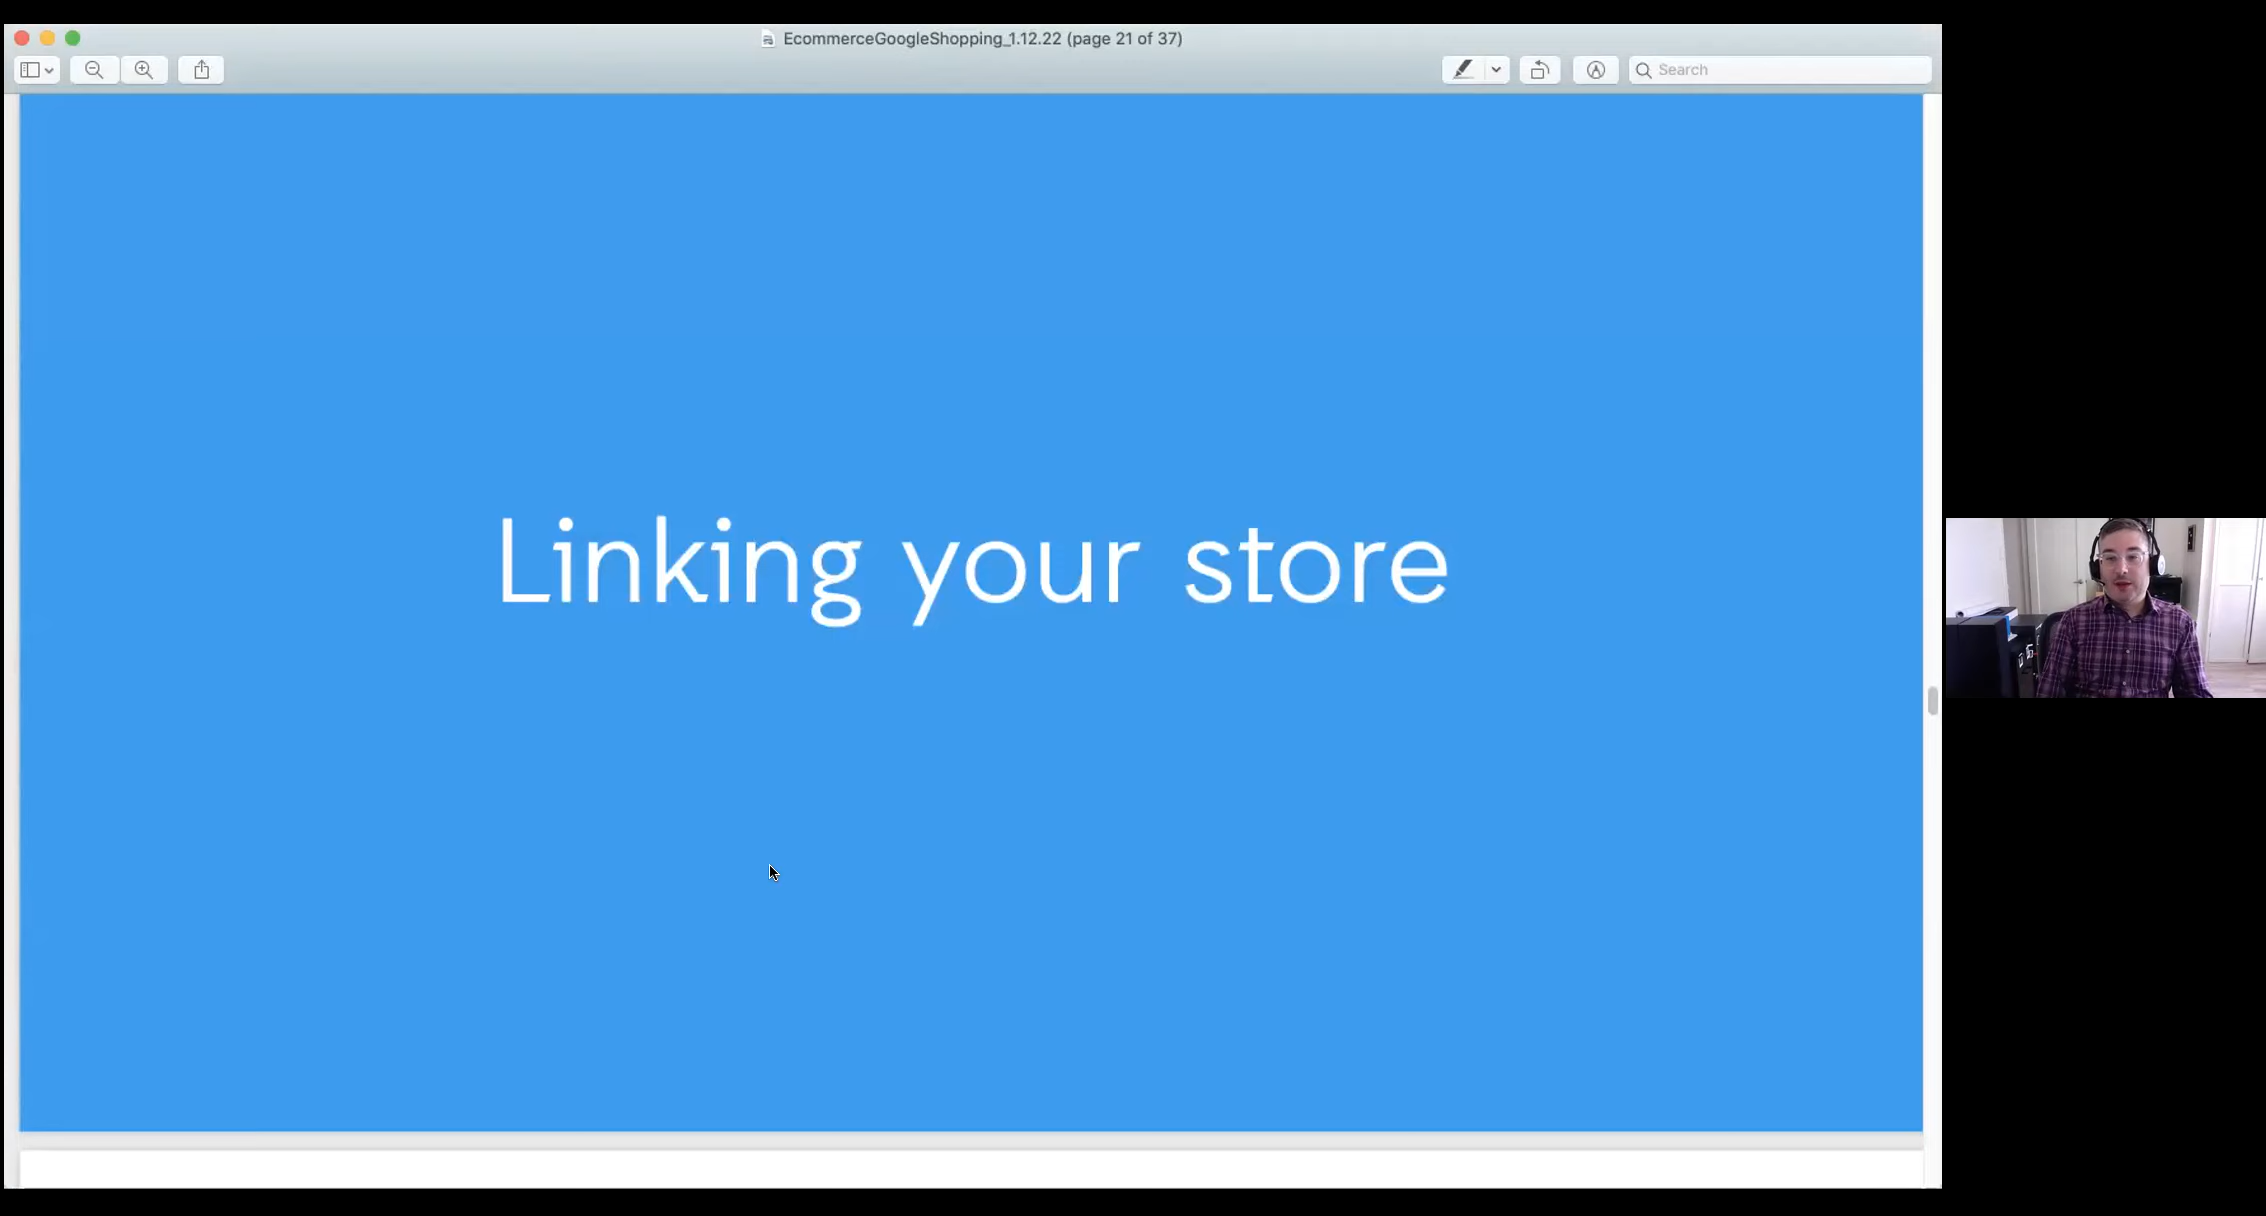 EcommerceGoogleShopping_1.12.22 (page 21 of 37)
Search
Linking your store